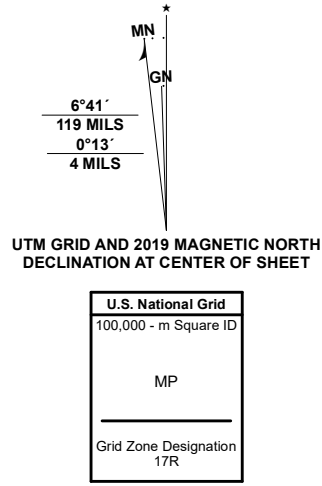 ★
MN
GN
6°41´
119 MILS
0°13´
4 MILS
UTM GRID AND 2019 MAGNETIC NORTH
DECLINATION AT CENTER OF SHEET
U.S. National Grid
100,000 - m Square ID
MP
Grid Zone Designation
17R